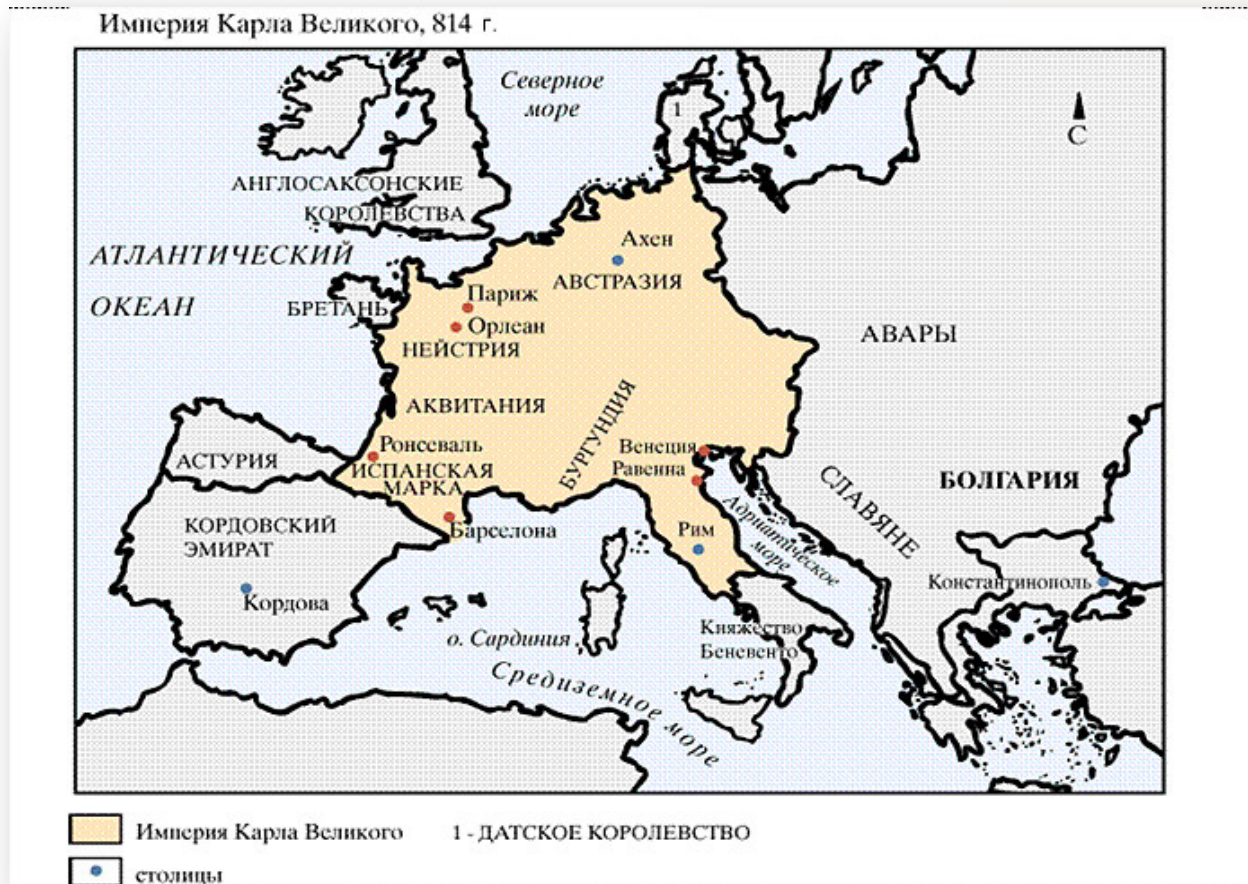 Империя Карла Великого, 814 г.
Северное
море
1
С
АНГЛОСАКСОНСКИЕ
КОРОЛЕВСТВА
АТЛАНТИЧЕСКИЙ
ОКЕАН
Ахен
АВСТРАЗИЯ
БРЕТАНЬ
Париж
Орлеан
НЕЙСТРИЯ
АВАРЫ
АКВИТАНИЯ
БУРГУНДИЯ
Ронсеваль
ИСПАНСКАЯ
МАРКА
Венеция
Равенна
АСТУРИЯ
СЛАВЯНЕ
БОЛГАРИЯ
КОРДОВСКИЙ
ЭМИРАТ
Барселона
Рим
Адриатическое
море
Константинополь
Кордова
о. Сардиния
Княжество
Беневенто
Средиземное море
Империя Карла Великого
1 - ДАТСКОЕ КОРОЛЕВСТВО
столицы